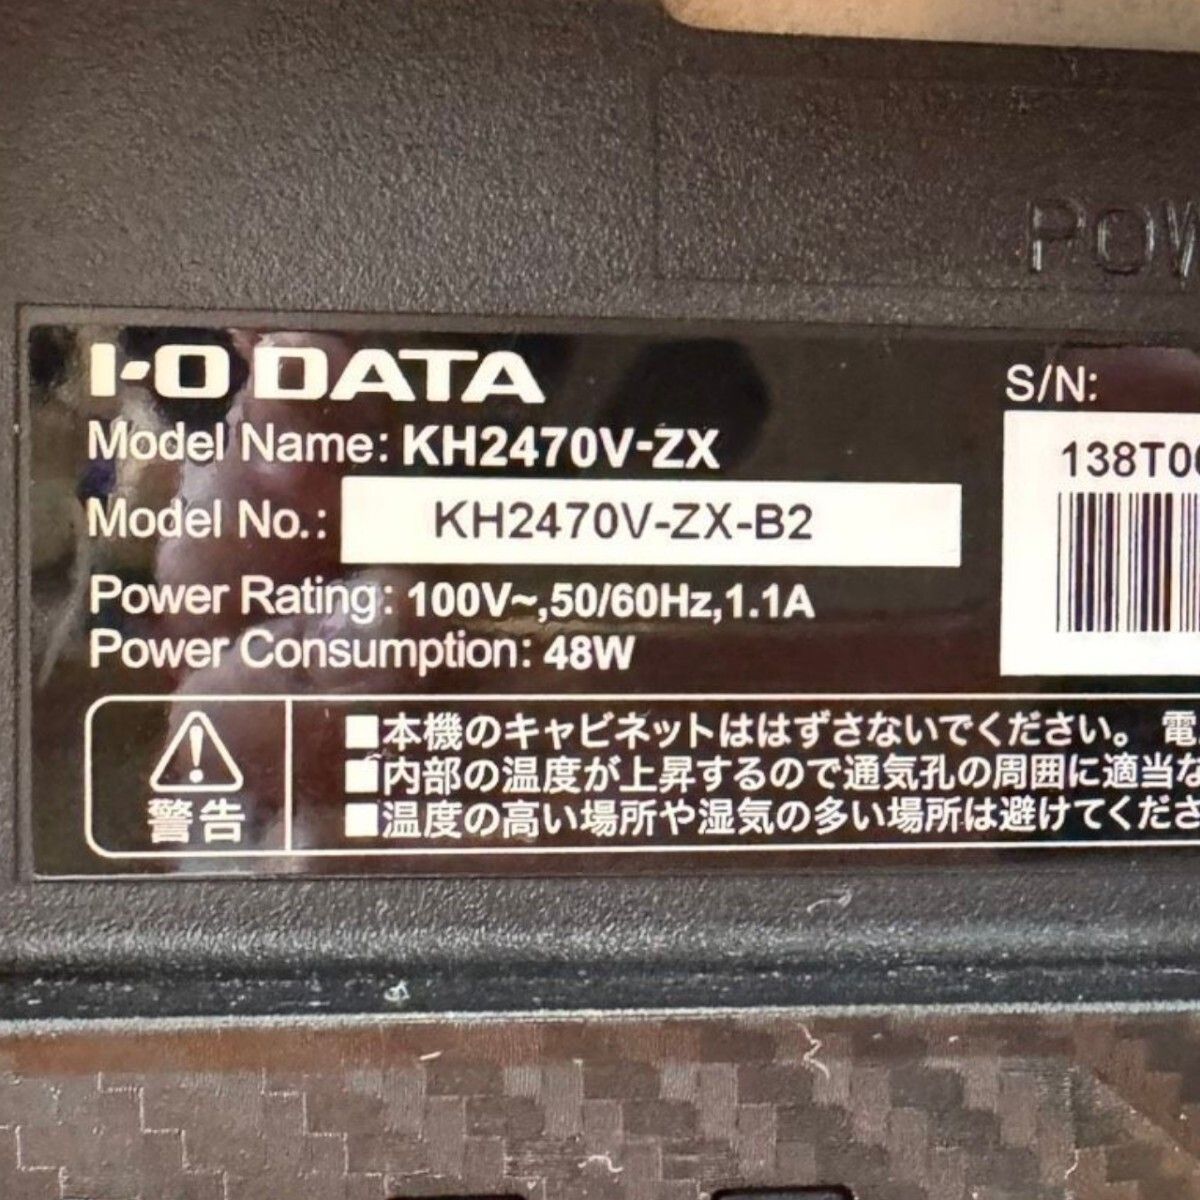 POW
I-O DATA
Model Name: KH2470V-ZX
Model No.: KH2470V-ZX-B2
Power Rating: 100V~,50/60Hz,1.1A
Power Consumption: 48W
S/N:
138T00
警告
■本機のキャビネットははずさないでください。 電
■内部の温度が上昇するので通気孔の周囲に適当な
■温度の高い場所や湿気の多い場所は避けてくださ